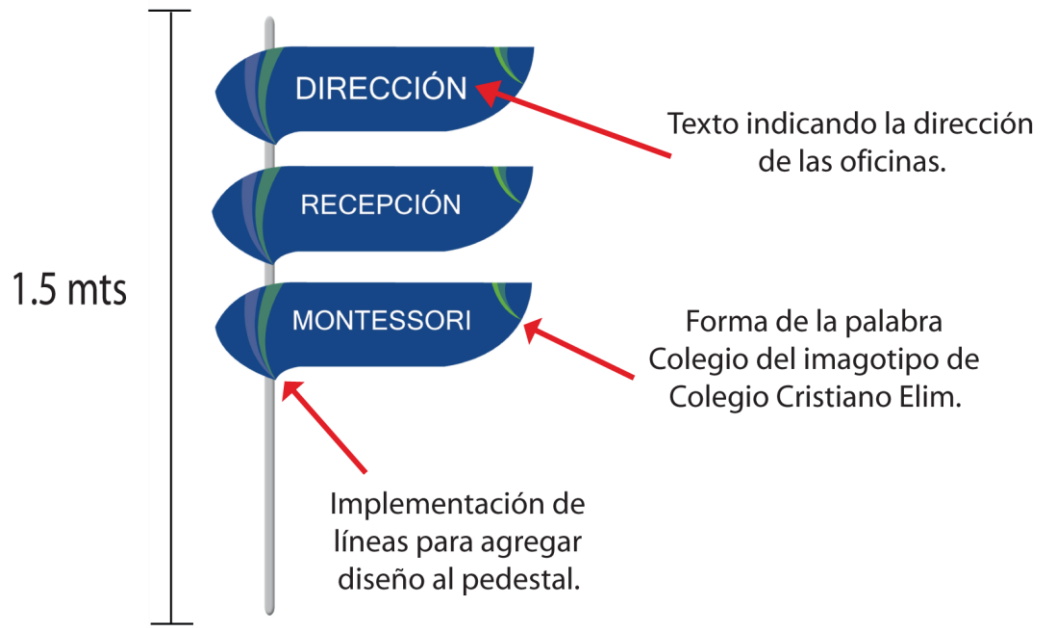 DIRECCIÓN
Texto indicando la dirección
de las oficinas.
RECEPCIÓN
1.5 mts
MONTESSORI
Forma de la palabra
Colegio del imagotipo de
Colegio Cristiano Elim.
Implementación de
líneas para agregar
diseño al pedestal.